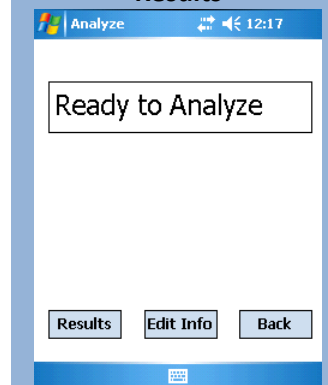 Results
Analyze 12:17
Ready to Analyze
Results Edit Info Back